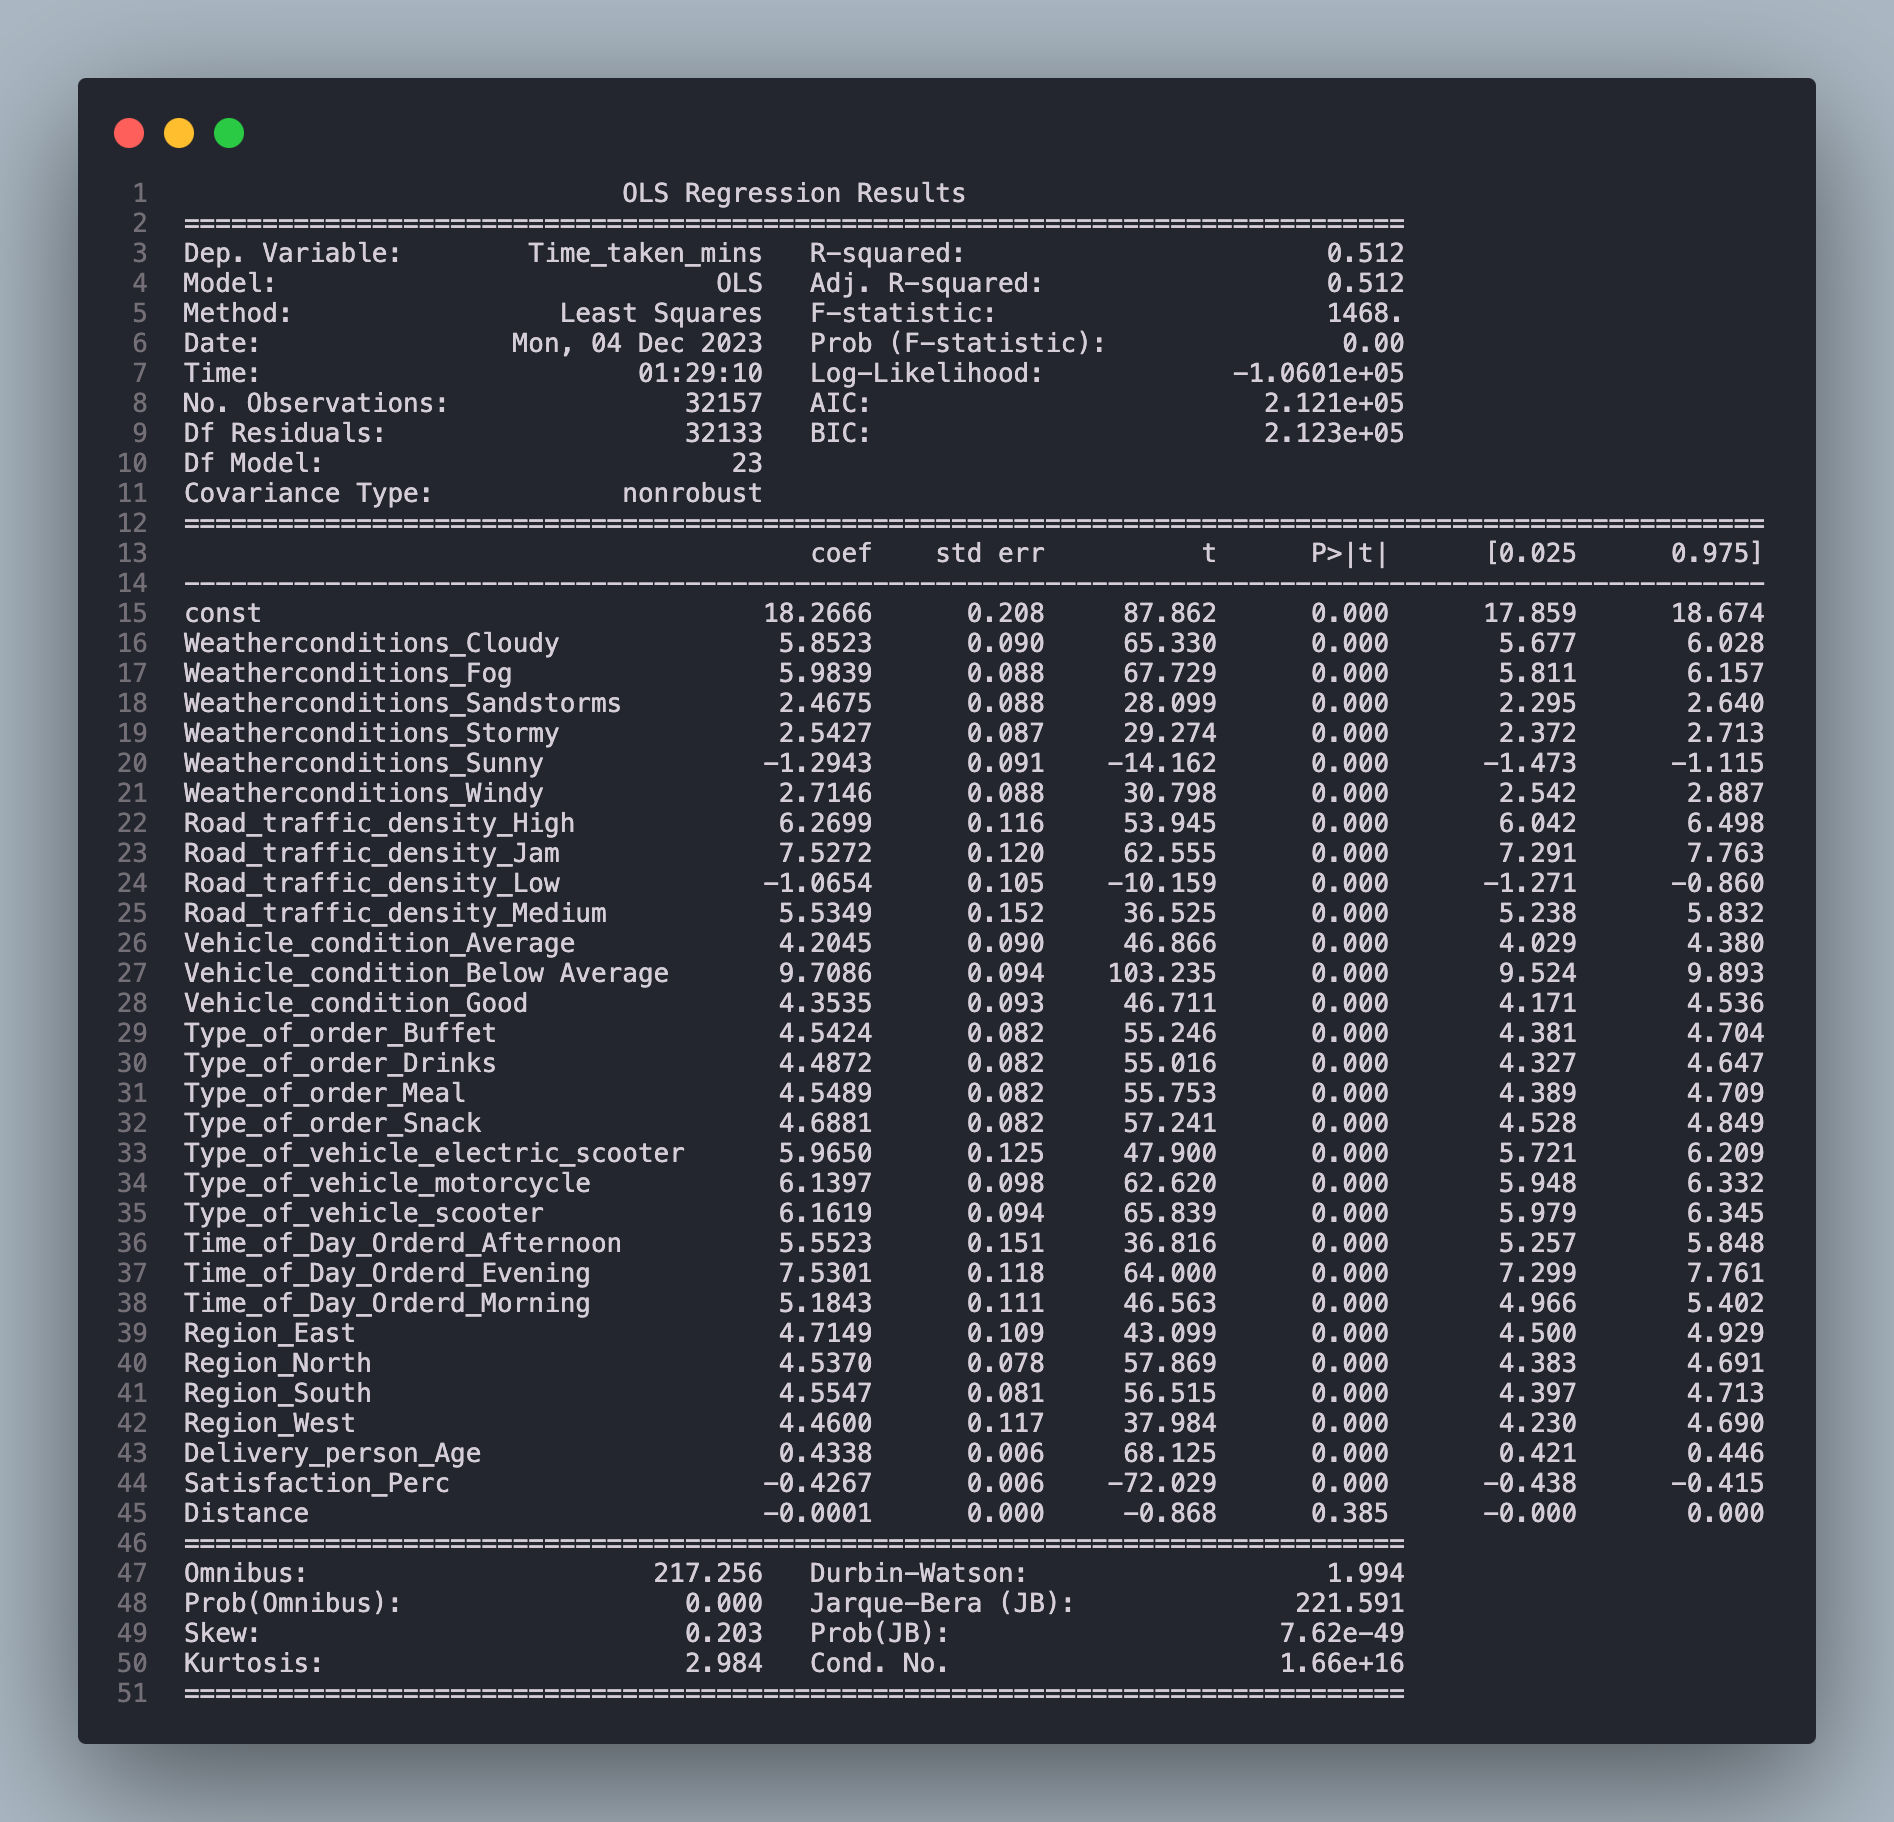 1 OLS Regression Results
2 ==============================================================================
3 Dep. Variable: Time_taken_mins R-squared: 0.512
4 Model: OLS Adj. R-squared: 0.512
5 Method: Least Squares F-statistic: 1468.
6 Date: Mon, 04 Dec 2023 Prob (F-statistic): 0.00
7 Time: 01:29:10 Log-Likelihood: -1.0601e+05
8 No. Observations: 32157 AIC: 2.121e+05
9 Df Residuals: 32133 BIC: 2.123e+05
10 Df Model: 23
11 Covariance Type: nonrobust
12 =====================================================================================================
13 coef std err t P>|t| [0.025 0.975]
14 -----------------------------------------------------------------------------------------------------
15 const 18.2666 0.208 87.862 0.000 17.859 18.674
16 Weatherconditions_Cloudy 5.8523 0.090 65.330 0.000 5.677 6.028
17 Weatherconditions_Fog 5.9839 0.088 67.729 0.000 5.811 6.157
18 Weatherconditions_Sandstorms 2.4675 0.088 28.099 0.000 2.295 2.640
19 Weatherconditions_Stormy 2.5427 0.087 29.274 0.000 2.372 2.713
20 Weatherconditions_Sunny -1.2943 0.091 -14.162 0.000 -1.473 -1.115
21 Weatherconditions_Windy 2.7146 0.088 30.798 0.000 2.542 2.887
22 Road_traffic_density_High 6.2699 0.116 53.945 0.000 6.042 6.498
23 Road_traffic_density_Jam 7.5272 0.120 62.555 0.000 7.291 7.763
24 Road_traffic_density_Low -1.0654 0.105 -10.159 0.000 -1.271 -0.860
25 Road_traffic_density_Medium 5.5349 0.152 36.525 0.000 5.238 5.832
26 Vehicle_condition_Average 4.2045 0.090 46.866 0.000 4.029 4.380
27 Vehicle_condition_Below Average 9.7086 0.094 103.235 0.000 9.524 9.893
28 Vehicle_condition_Good 4.3535 0.093 46.711 0.000 4.171 4.536
29 Type_of_order_Buffet 4.5424 0.082 55.246 0.000 4.381 4.704
30 Type_of_order_Drinks 4.4872 0.082 55.016 0.000 4.327 4.647
31 Type_of_order_Meal 4.5489 0.082 55.753 0.000 4.389 4.709
32 Type_of_order_Snack 4.6881 0.082 57.241 0.000 4.528 4.849
33 Type_of_vehicle_electric_scooter 5.9650 0.125 47.900 0.000 5.721 6.209
34 Type_of_vehicle_motorcycle 6.1397 0.098 62.620 0.000 5.948 6.332
35 Type_of_vehicle_scooter 6.1619 0.094 65.839 0.000 5.979 6.345
36 Time_of_Day_Orderd_Afternoon 5.5523 0.151 36.816 0.000 5.257 5.848
37 Time_of_Day_Orderd_Evening 7.5301 0.118 64.000 0.000 7.299 7.761
38 Time_of_Day_Orderd_Morning 5.1843 0.111 46.563 0.000 4.966 5.402
39 Region_East 4.7149 0.109 43.099 0.000 4.500 4.929
40 Region_North 4.5370 0.078 57.869 0.000 4.383 4.691
41 Region_South 4.5547 0.081 56.515 0.000 4.397 4.713
42 Region_West 4.4600 0.117 37.984 0.000 4.230 4.690
43 Delivery_person_Age 0.4338 0.006 68.125 0.000 0.421 0.446
44 Satisfaction_Perc -0.4267 0.006 -72.029 0.000 -0.438 -0.415
45 Distance -0.0001 0.000 -0.868 0.385 -0.000 0.000
46 ==============================================================================
47 Omnibus: 217.256 Durbin-Watson: 1.994
48 Prob(Omnibus): 0.000 Jarque-Bera (JB): 221.591
49 Skew: 0.203 Prob(JB): 7.62e-49
50 Kurtosis: 2.984 Cond. No. 1.66e+16
51 ==============================================================================